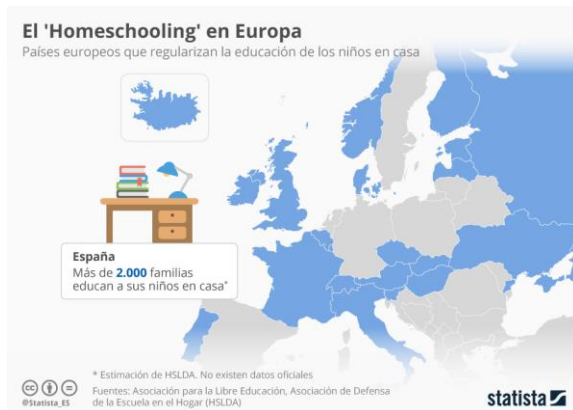 El 'Homeschooling' en Europa
Países europeos que regularizan la educación de los niños en casa
España
Más de 2.000 familias
educan a sus niños en casa*
* Estimación de HSLDA. No existen datos oficiales
Fuentes: Asociación para la Libre Educación, Asociación de Defensa
de la Escuela en el Hogar (HSLDA)
@Statista_ES
statista